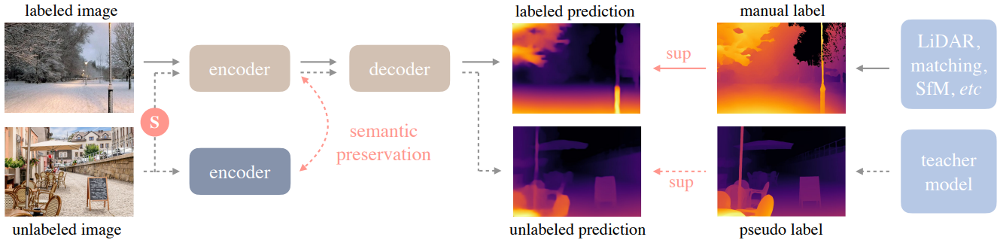 labeled image
labeled prediction
manual label
encoder
decoder
sup
LiDAR,
matching,
SfM, etc
S
semantic
preservation
encoder
sup
teacher
model
unlabeled image
unlabeled prediction
pseudo label